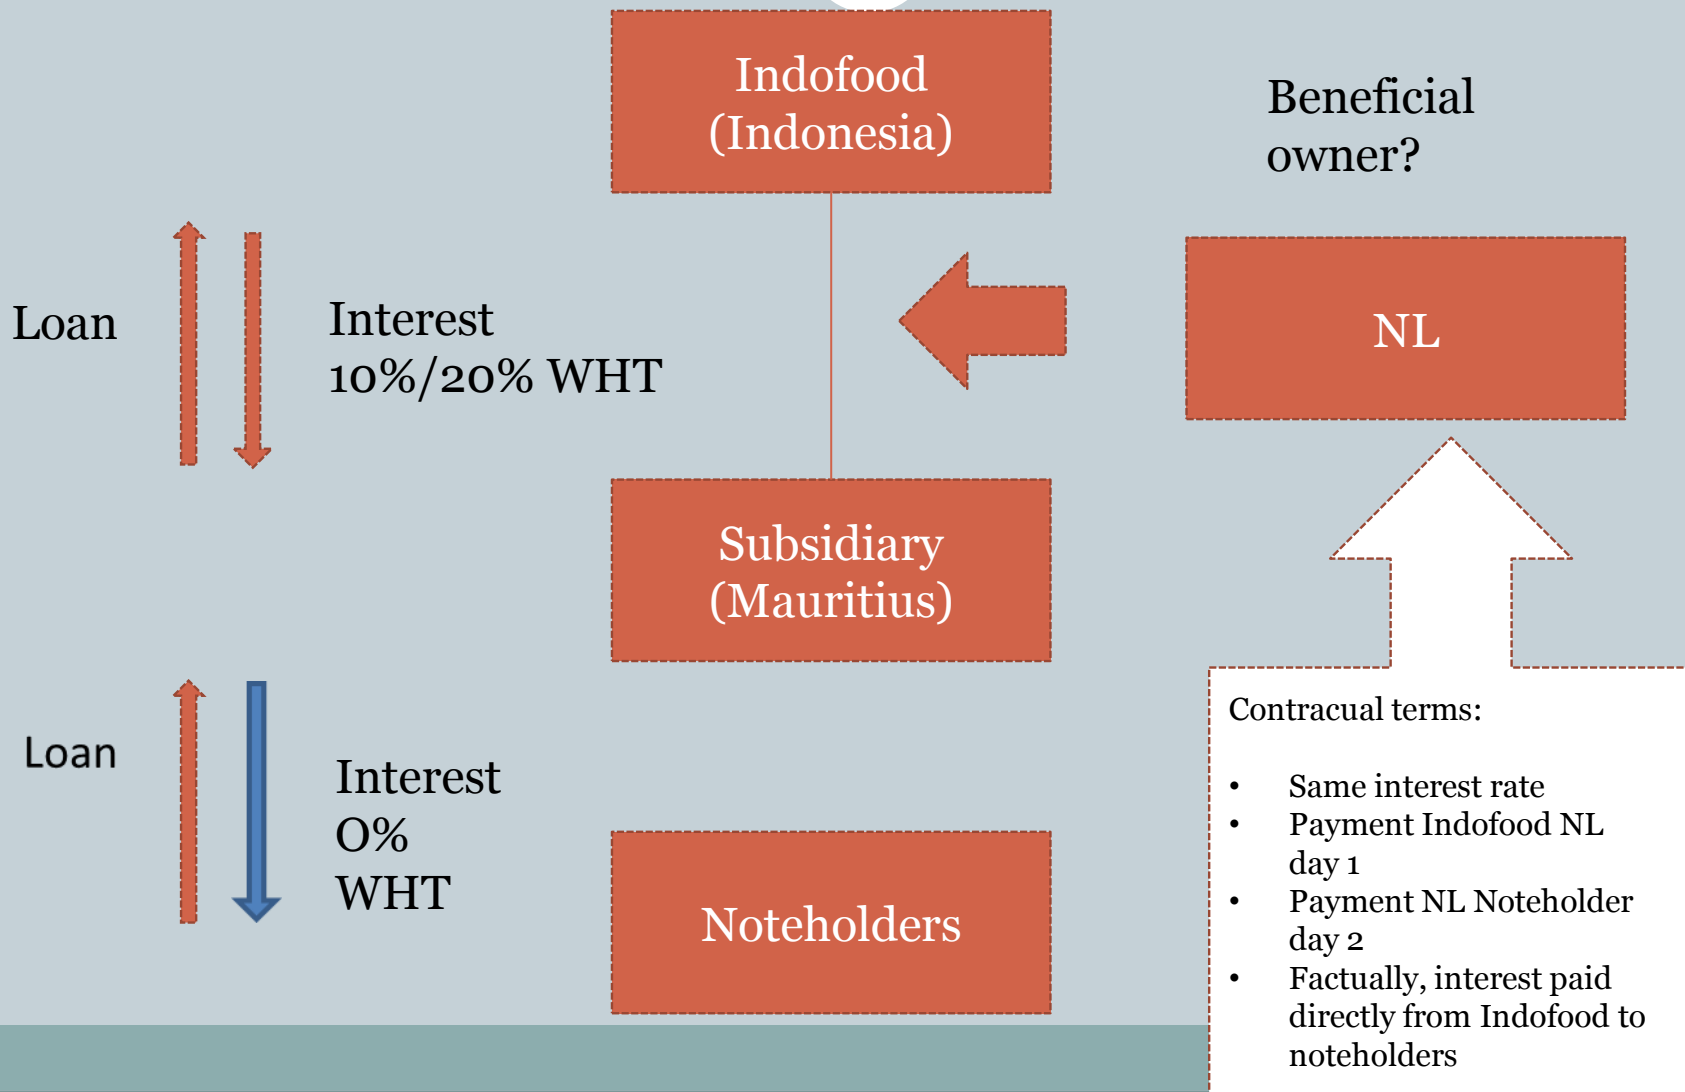 Indofood
(Indonesia)
Beneficial
owner?
Loan
Interest
10%/20% WHT
NL
Subsidiary
(Mauritius)
Loan
Interest
O%
WHT
Noteholders
Contracual terms:
• Same interest rate
• Payment Indofood NL
day 1
• Payment NL Noteholder
day 2
• Factually, interest paid
directly from Indofood to
noteholders